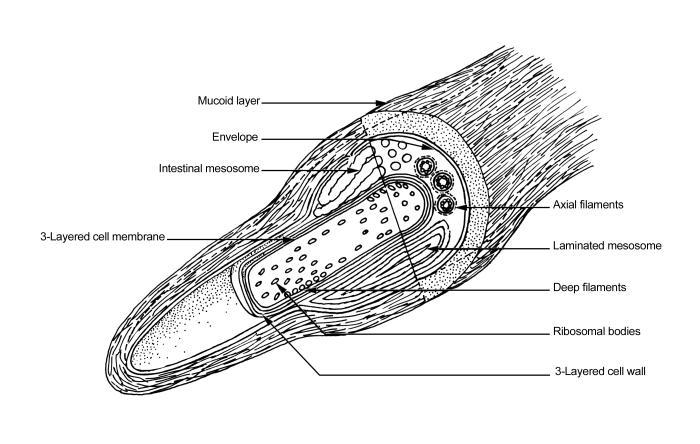 Mucoid layer
Envelope
Intestinal mesosome
3-Layered cell membrane
Axial filaments
Laminated mesosome
Deep filaments
Ribosomal bodies
3-Layered cell wall